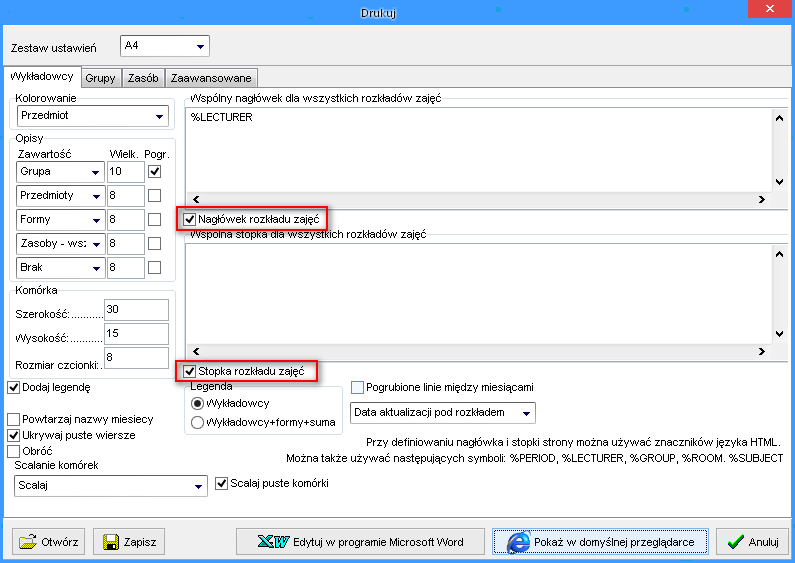 Drukuj
Zestaw ustawień
A4
Wykładowcy Grupy Zasób Zaawansowane
Kolorowanie
Przedmiot
Opisy
Zawartość Wielk. Pogr.
Grupa 10
Przedmioty 8
Formy 8
Zasoby - wsz 8
Brak 8
Komórka
Szerokość:........... 30
Wysokość:........... 15
Rozmiar czcionki: 8
Dodaj legendę
Powtarzaj nazwy miesiecy
Ukrywaj puste wiersze
Obróć
Scalanie komórek
Scalaj
Scalaj puste komórki
Wspólny nagłówek dla wszystkich rozkładów zajęć
%LECTURER
Nagłówek rozkładu zajęć
Wspólna stopka dla wszystkich rozkładów zajęć
Stopka rozkładu zajęć
Legenda
Wykładowcy
Wykładowcy+formy+suma
Pogrubione linie między miesiącami
Data aktualizacji pod rozkładem
Przy definiowaniu nagłówka i stopki strony można używać znaczników języka HTML.
Można także używać następujących symboli: %PERIOD, %LECTURER, %GROUP, %ROOM. %SUBJECT
Otwórz
Zapisz
Edytuj w programie Microsoft Word
Pokaż w domyślnej przeglądarce
Anuluj